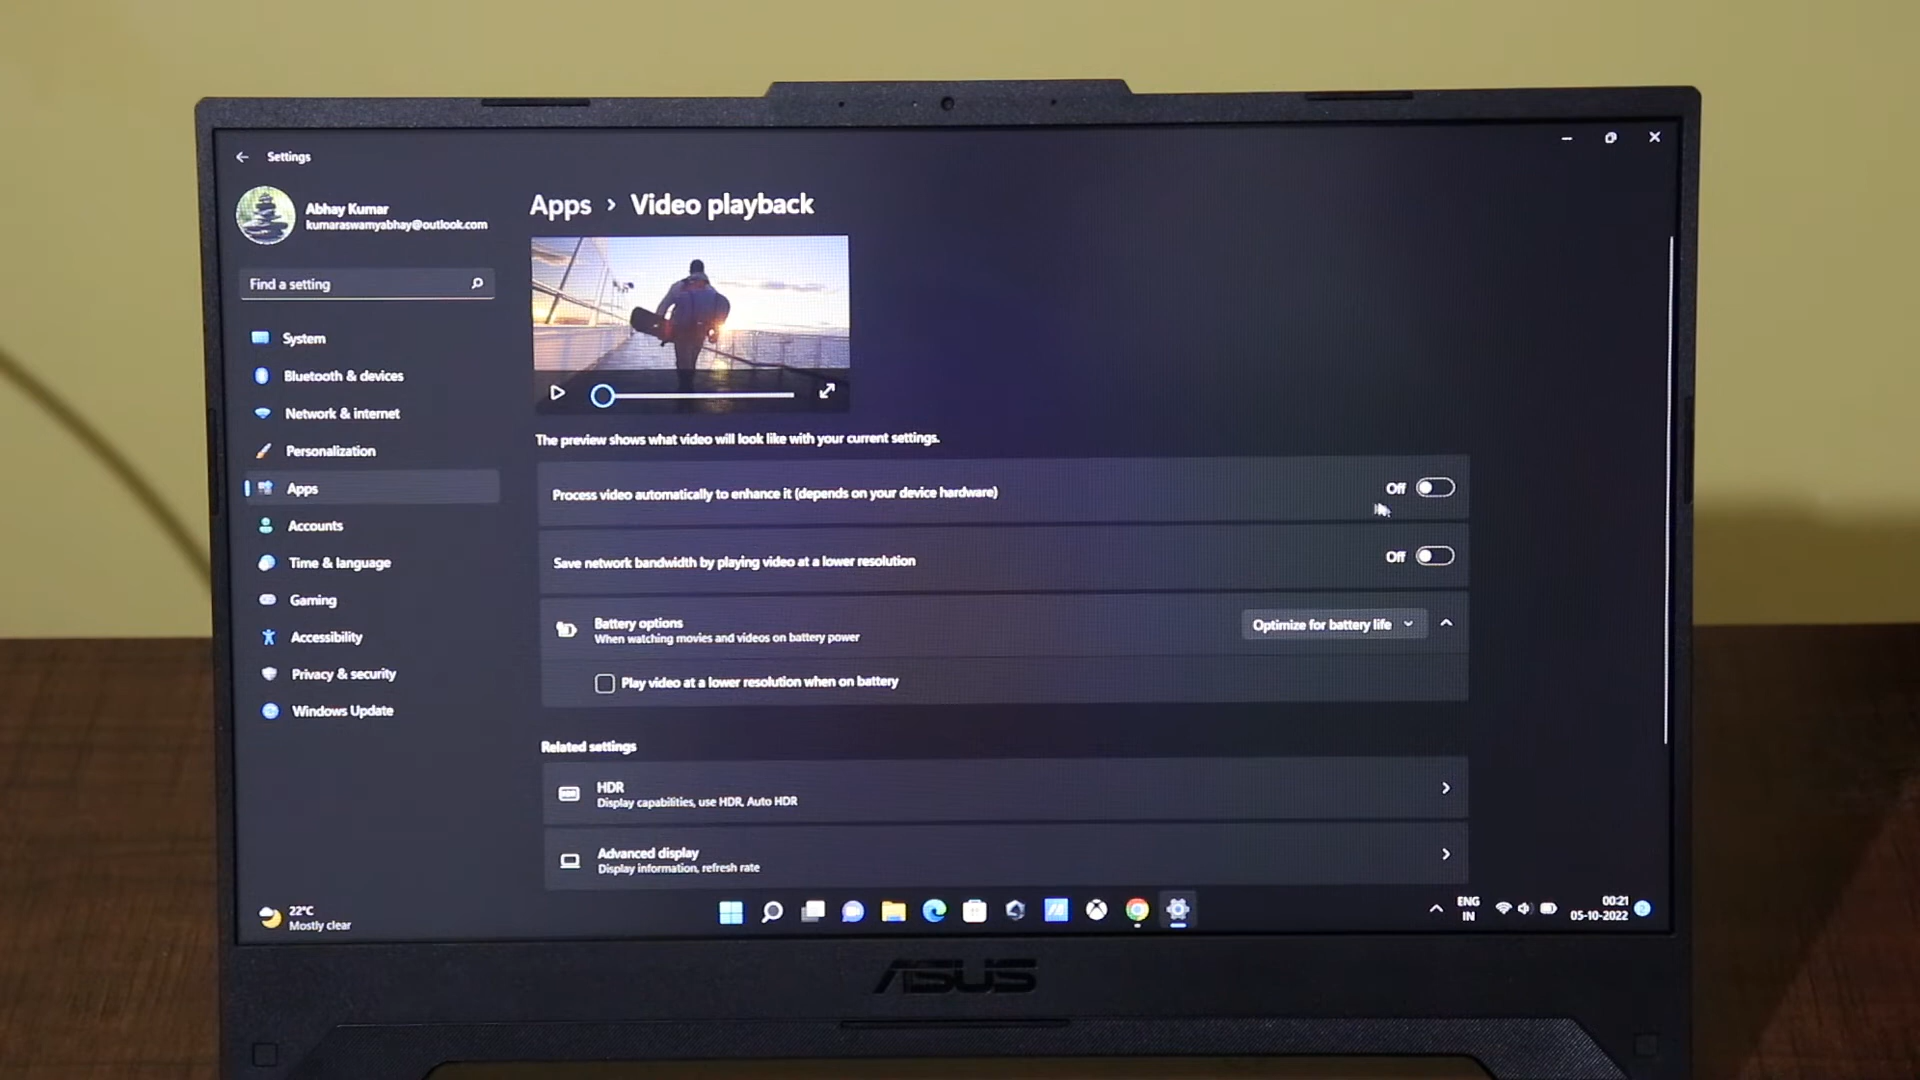 Settings
Abhay Kumar
kumaraswamyabhay@outlook.com
Find a setting
System
Bluetooth & devices
Network & internet
Personalization
Apps
Accounts
Time & language
Gaming
Accessibility
Privacy & security
Windows Update
Apps › Video playback
The preview shows what video will look like with your current settings.
Process video automatically to enhance it (depends on your device hardware) Off
Save network bandwidth by playing video at a lower resolution Off
Battery options
When watching movies and videos on battery power
Optimize for battery life
Play video at a lower resolution when on battery
Related settings
HDR
Display capabilities, use HDR, Auto HDR
Advanced display
Display information, refresh rate
22°C
Mostly clear
ENG
IN
00:21
05-10-2022
ASUS